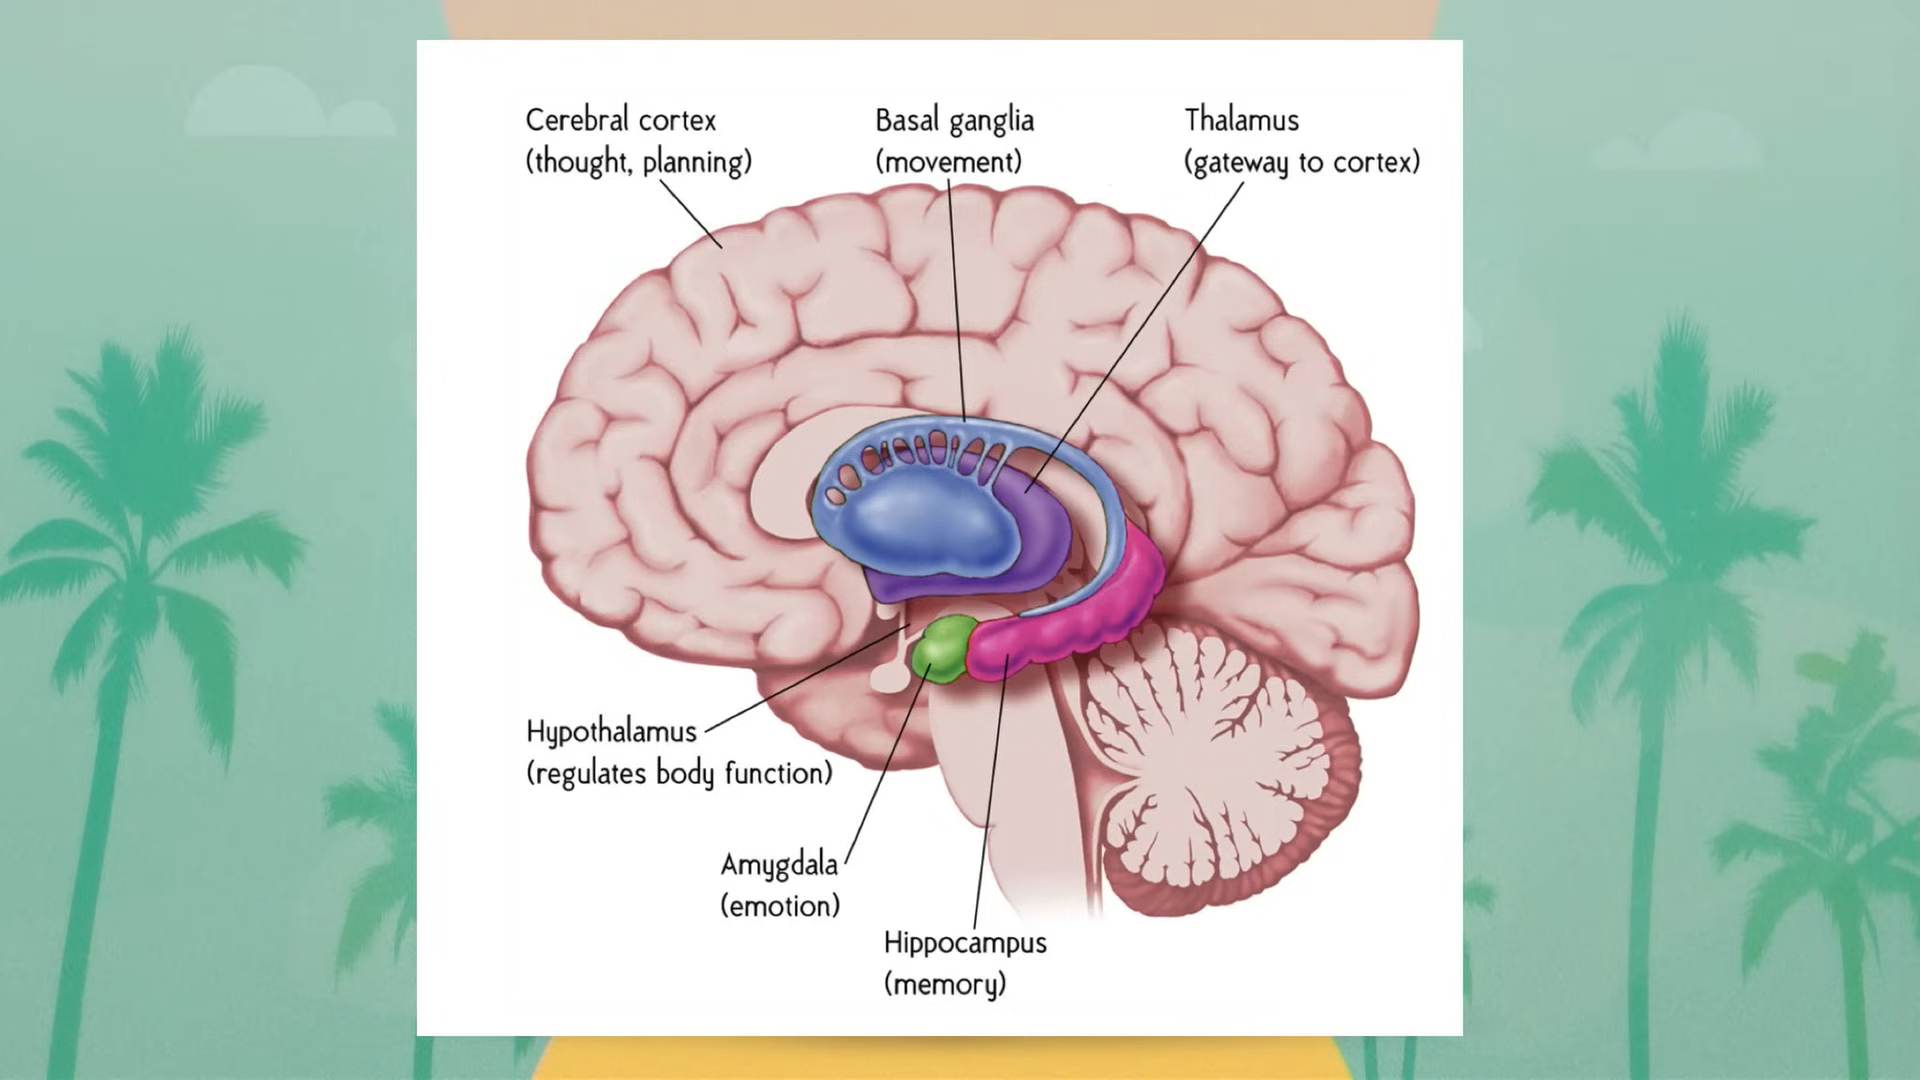 Cerebral cortex
(thought, planning)
Basal ganglia
(movement)
Thalamus
(gateway to cortex)
Hypothalamus
(regulates body function)
Amygdala
(emotion)
Hippocampus
(memory)